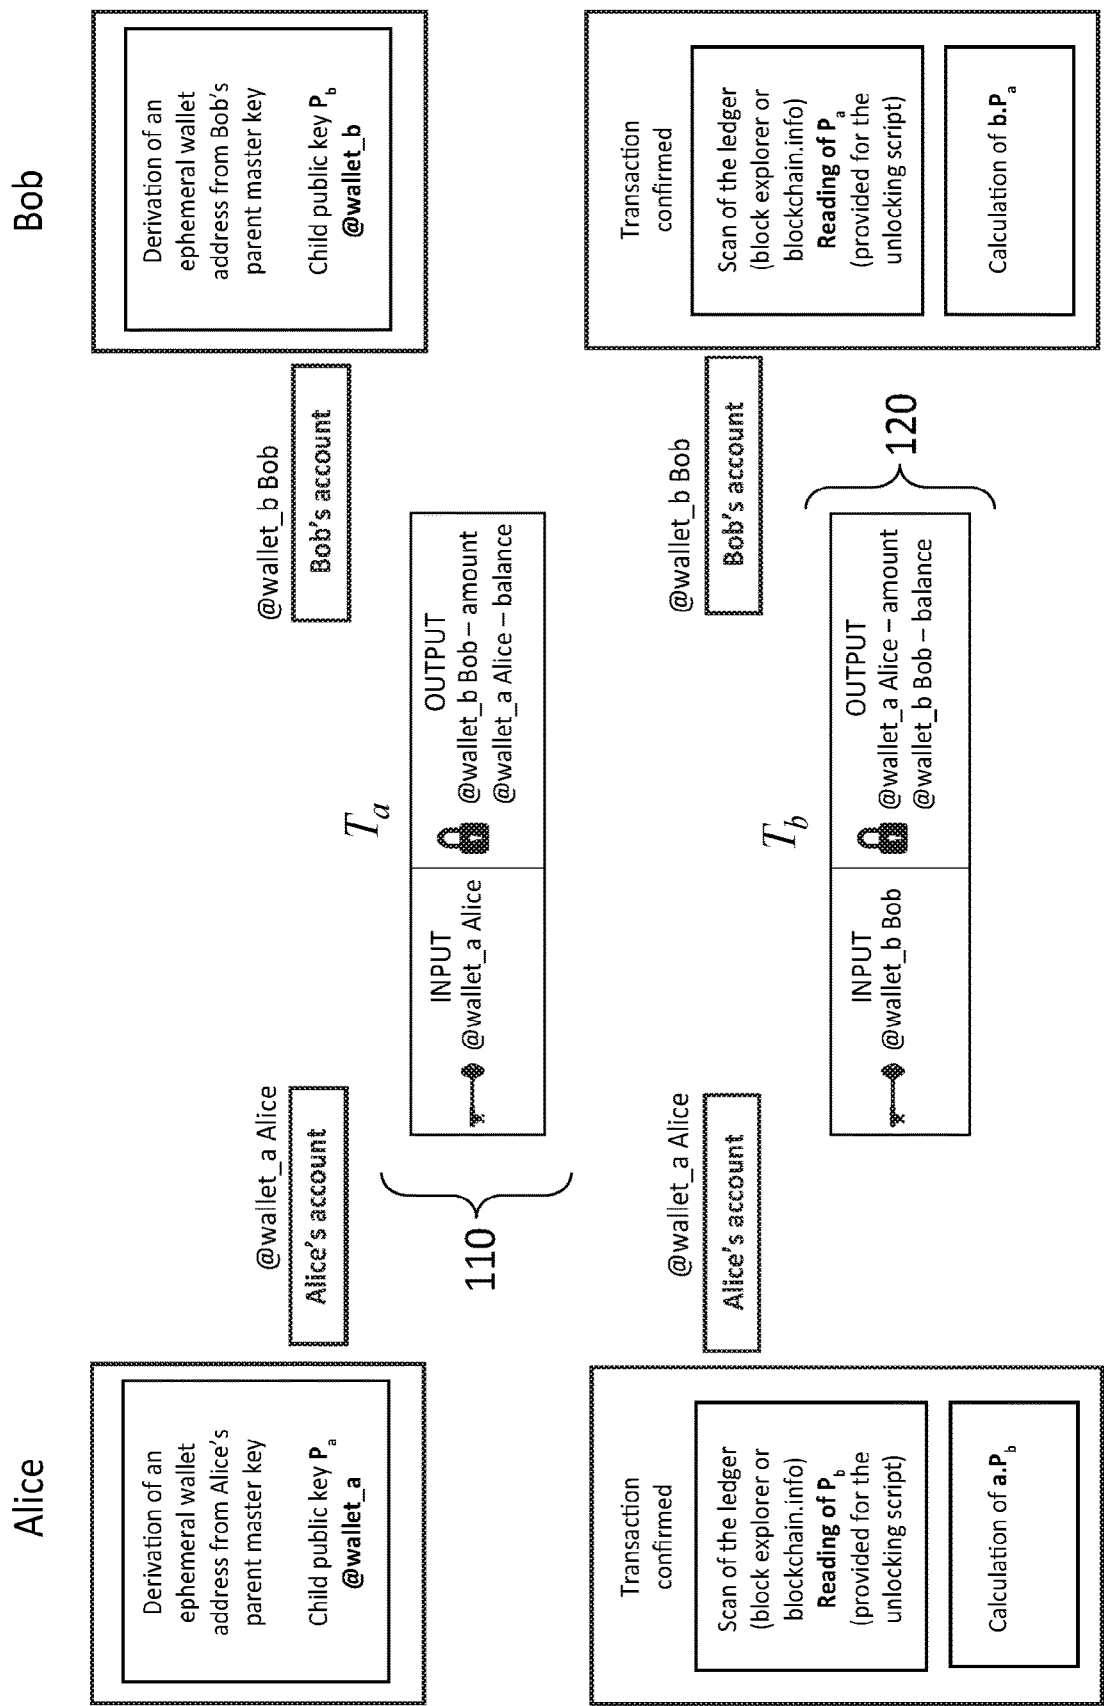 Alice
Bob
Derivation of an
ephemeral wallet
address from Alice's
parent master key
Child public key Pa
@wallet_a
Derivation of an
ephemeral wallet
address from Bob's
parent master key
Child public key Pb
@wallet_b
@wallet_a Alice
Alice's account
@wallet_b Bob
Bob's account
Ta
110
INPUT
@wallet_a Alice
OUTPUT
@wallet_b Bob – amount
@wallet_a Alice – balance
Transaction
confirmed
Scan of the ledger
(block explorer or
blockchain.info)
Reading of Pb
(provided for the
unlocking script)
Calculation of a.Pb
@wallet_a Alice
Alice's account
@wallet_b Bob
Bob's account
Tb
INPUT
@wallet_b Bob
OUTPUT
@wallet_a Alice – amount
@wallet_b Bob – balance
120
Transaction
confirmed
Scan of the ledger
(block explorer or
blockchain.info)
Reading of Pa
(provided for the
unlocking script)
Calculation of b.Pa